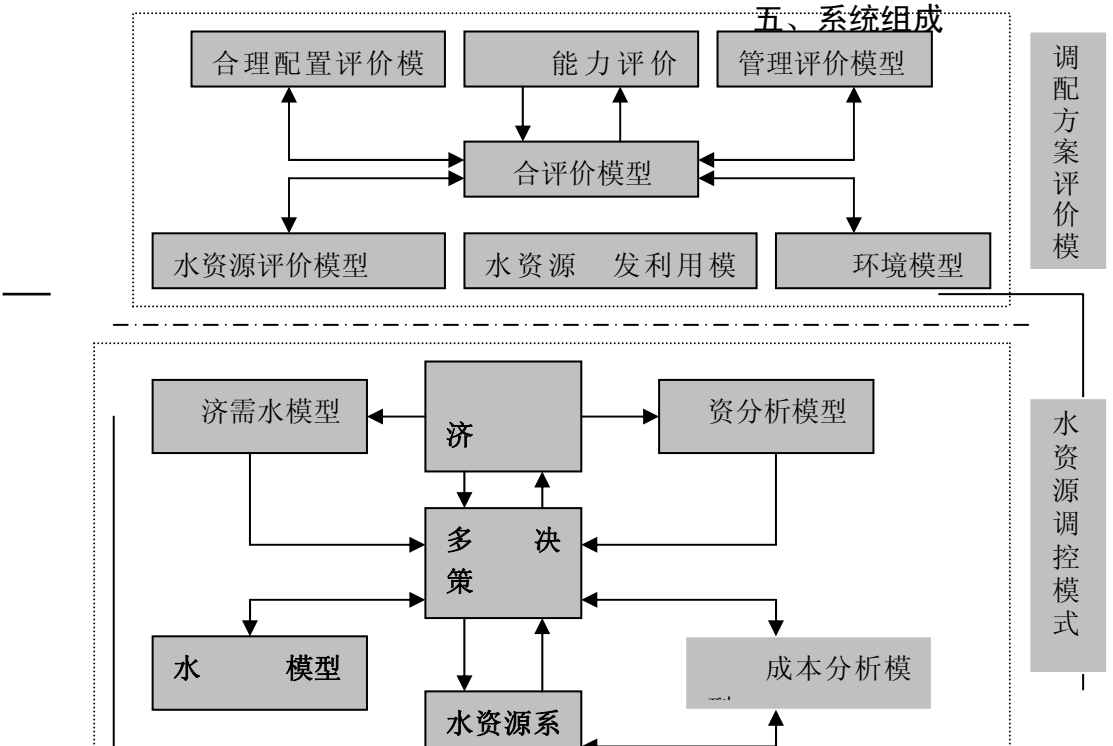 五、系统组成
合理配置评价模
能力评价
管理评价模型
合评价模型
水资源评价模型
水资源 发利用模
环境模型
调配方案评价模
济需水模型
济
资分析模型
多 决
策
水 模型
成本分析模
水资源系
水资源调控模式